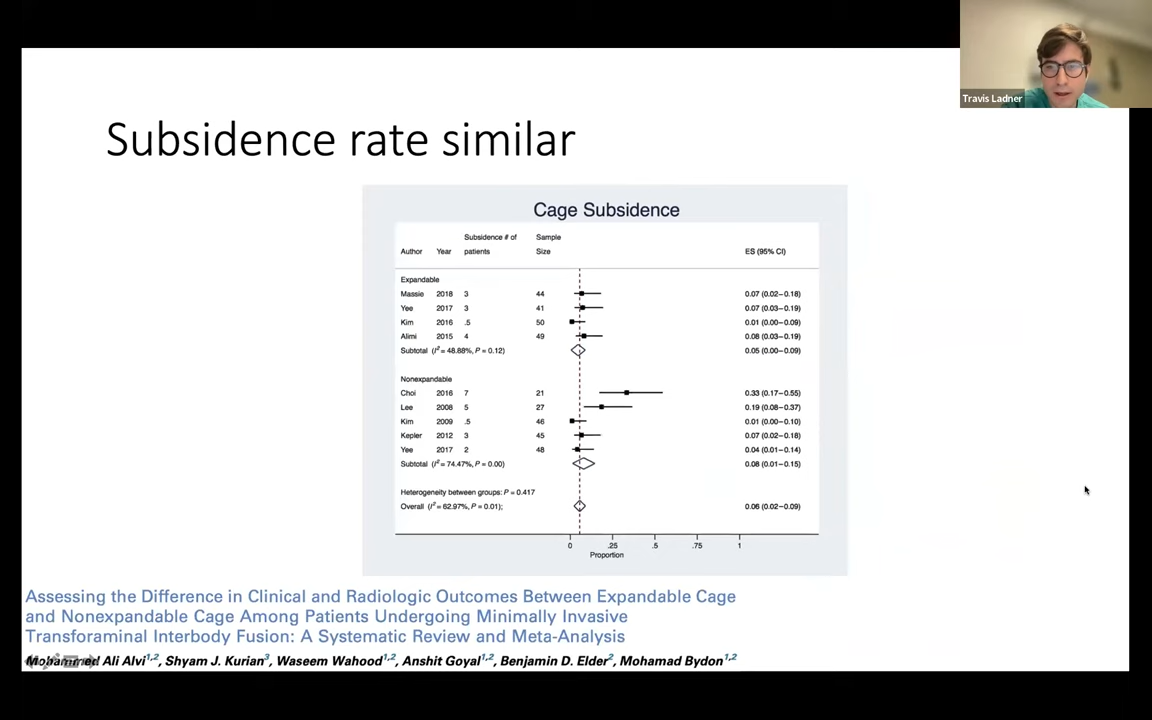 Travis Ladner
Subsidence rate similar
Cage Subsidence
Subsidence # of Sample
Author Year patients Size ES (95% CI)
Expandable
Massie 2018 3 44 0.07 (0.02–0.18)
Yee 2017 3 41 0.07 (0.03–0.19)
Kim 2016 .5 50 0.01 (0.00–0.09)
Alimi 2015 4 49 0.08 (0.03–0.19)
Subtotal (I² = 48.88%, P = 0.12) 0.05 (0.00–0.09)
Nonexpandable
Choi 2016 7 21 0.33 (0.17–0.55)
Lee 2008 5 27 0.19 (0.08–0.37)
Kim 2009 .5 46 0.01 (0.00–0.10)
Kepler 2012 3 45 0.07 (0.02–0.18)
Yee 2017 2 48 0.04 (0.01–0.14)
Subtotal (I² = 74.47%, P = 0.00) 0.08 (0.01–0.15)
Heterogeneity between groups: P = 0.417
Overall (I² = 62.97%, P = 0.01); 0.06 (0.02–0.09)
0 .25 .5 .75 1
Proportion
Assessing the Difference in Clinical and Radiologic Outcomes Between Expandable Cage
and Nonexpandable Cage Among Patients Undergoing Minimally Invasive
Transforaminal Interbody Fusion: A Systematic Review and Meta-Analysis
Mohammed Ali Alvi1,2, Shyam J. Kurian3, Waseem Wahood1,2, Anshit Goyal1,2, Benjamin D. Elder2, Mohamad Bydon1,2